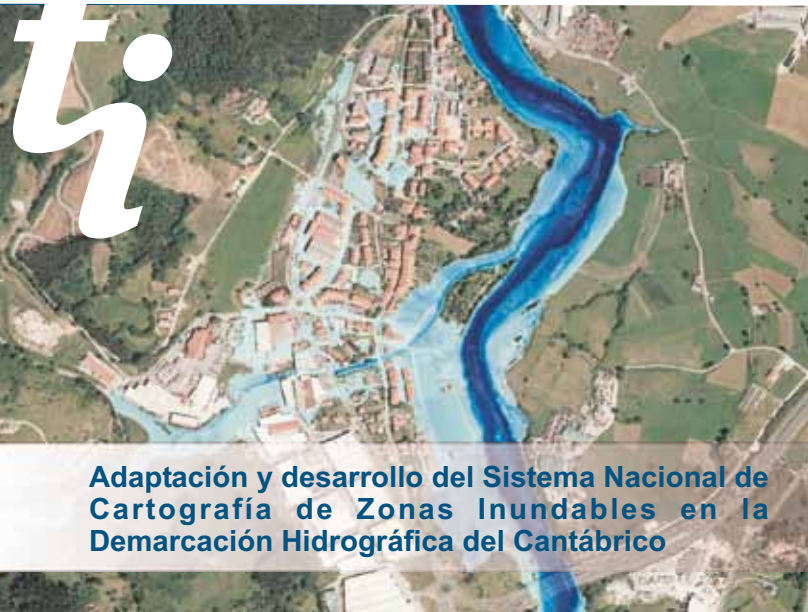 ti
Adaptación y desarrollo del Sistema Nacional de
Cartografía de Zonas Inundables en la
Demarcación Hidrográfica del Cantábrico